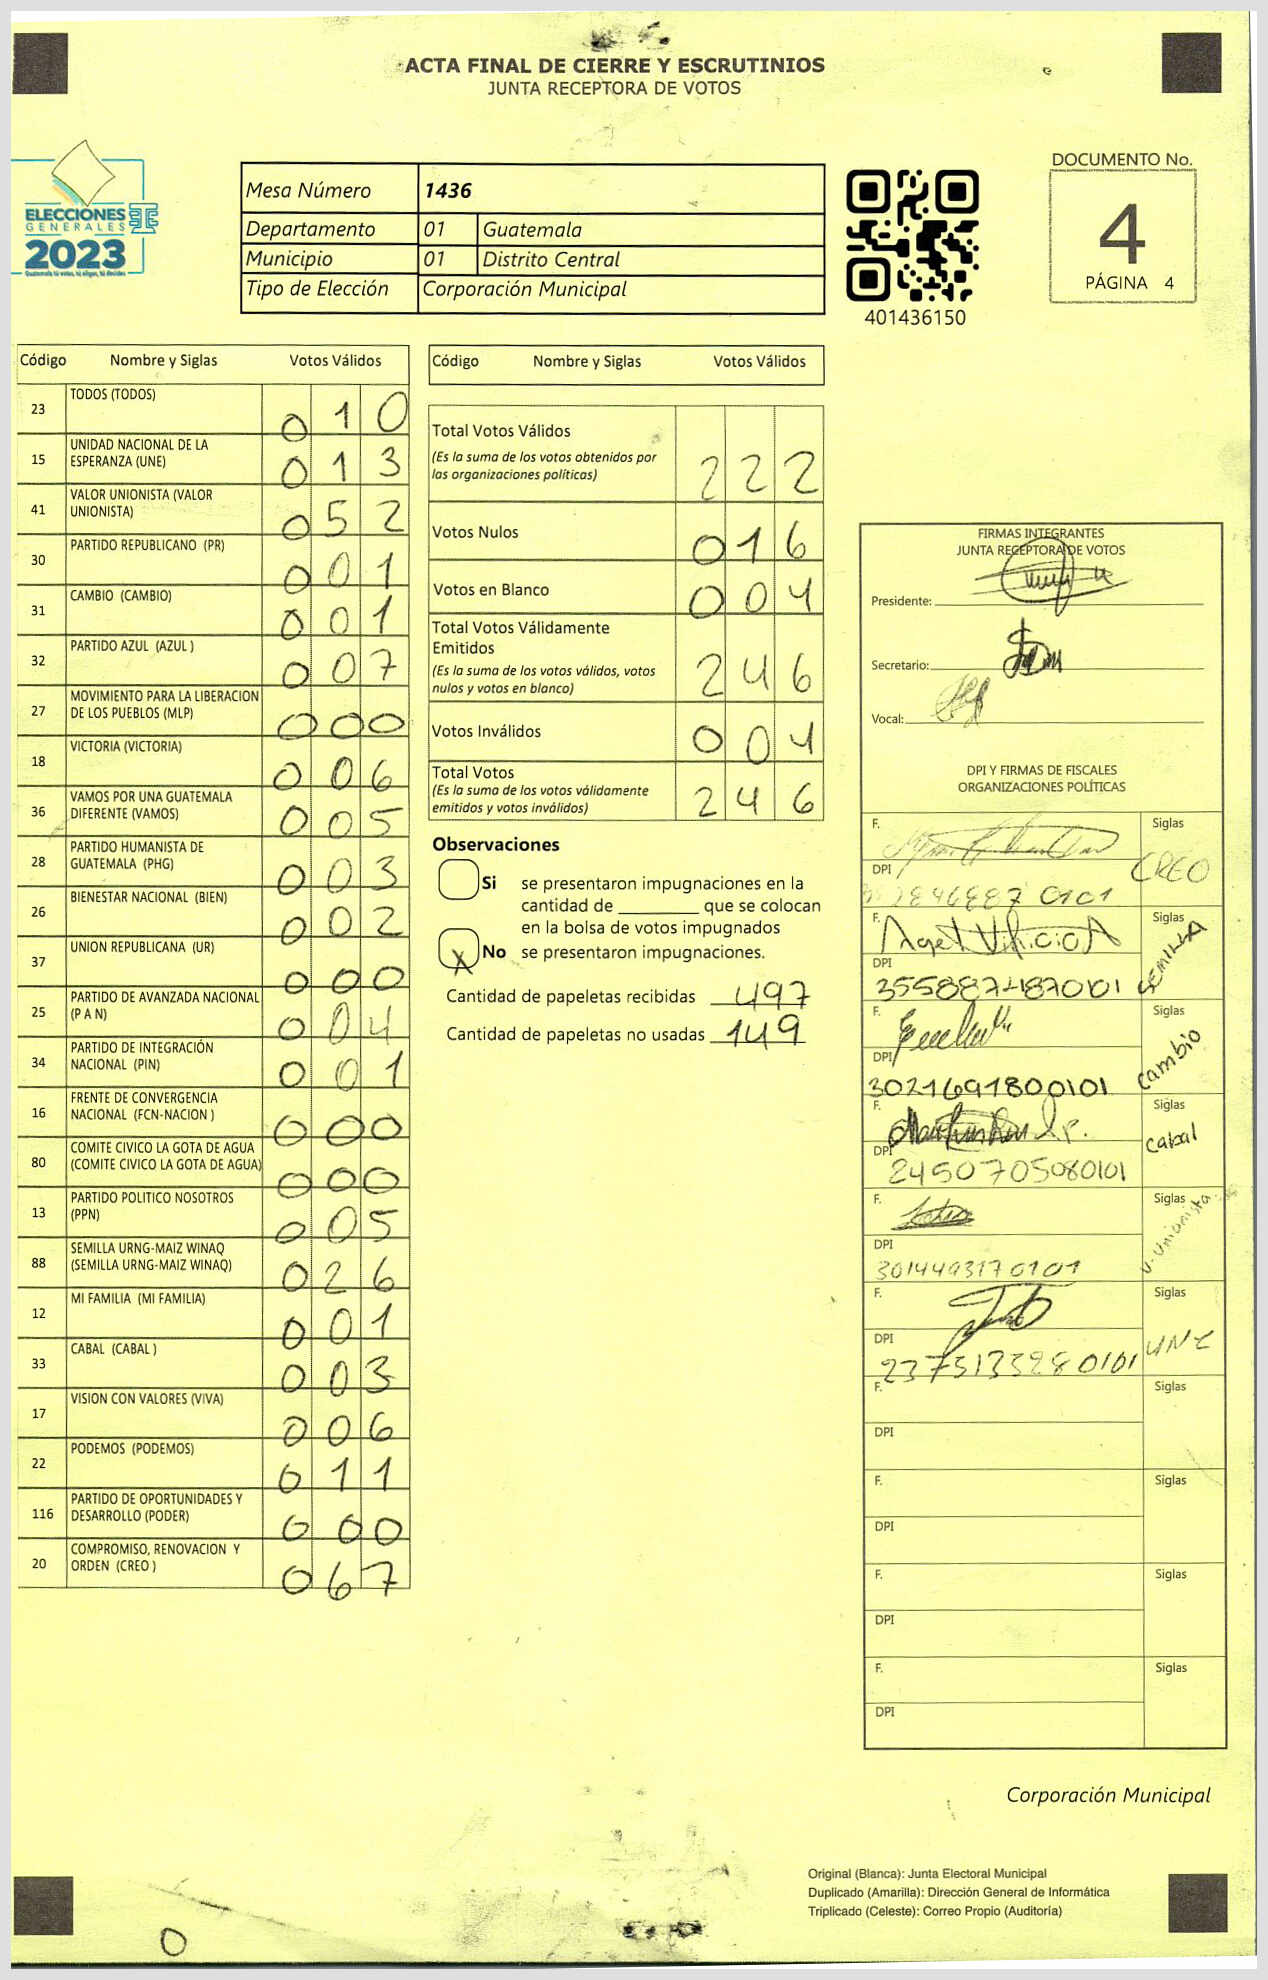 ACTA FINAL DE CIERRE Y ESCRUTINIOS
JUNTA RECEPTORA DE VOTOS
ELECCIONES
GENERALES
2023
Guatemala, tú votas, tú eliges, tú decides
Mesa Número 1436
Departamento 01 Guatemala
Municipio 01 Distrito Central
Tipo de Elección Corporación Municipal
401436150
DOCUMENTO No.
4
PÁGINA 4
Código Nombre y Siglas Votos Válidos
23 TODOS (TODOS) 0 1 0
15 UNIDAD NACIONAL DE LA ESPERANZA (UNE) 0 1 3
41 VALOR UNIONISTA (VALOR UNIONISTA) 0 5 2
30 PARTIDO REPUBLICANO (PR) 0 0 1
31 CAMBIO (CAMBIO) 0 0 1
32 PARTIDO AZUL (AZUL ) 0 0 7
27 MOVIMIENTO PARA LA LIBERACION DE LOS PUEBLOS (MLP) 0 0 0
18 VICTORIA (VICTORIA) 0 0 6
36 VAMOS POR UNA GUATEMALA DIFERENTE (VAMOS) 0 0 5
28 PARTIDO HUMANISTA DE GUATEMALA (PHG) 0 0 3
26 BIENESTAR NACIONAL (BIEN) 0 0 2
37 UNION REPUBLICANA (UR) 0 0 0
25 PARTIDO DE AVANZADA NACIONAL (P A N) 0 0 4
34 PARTIDO DE INTEGRACIÓN NACIONAL (PIN) 0 0 1
16 FRENTE DE CONVERGENCIA NACIONAL (FCN-NACION ) 0 0 0
80 COMITE CIVICO LA GOTA DE AGUA (COMITE CIVICO LA GOTA DE AGUA) 0 0 0
13 PARTIDO POLITICO NOSOTROS (PPN) 0 0 5
88 SEMILLA URNG-MAIZ WINAQ (SEMILLA URNG-MAIZ WINAQ) 0 2 6
12 MI FAMILIA (MI FAMILIA) 0 0 1
33 CABAL (CABAL ) 0 0 3
17 VISION CON VALORES (VIVA) 0 0 6
22 PODEMOS (PODEMOS) 0 1 1
116 PARTIDO DE OPORTUNIDADES Y DESARROLLO (PODER) 0 0 0
20 COMPROMISO, RENOVACION Y ORDEN (CREO ) 0 6 7
Código Nombre y Siglas Votos Válidos
Total Votos Válidos
(Es la suma de los votos obtenidos por
las organizaciones políticas) 2 2 2
Votos Nulos 0 1 6
Votos en Blanco 0 0 4
Total Votos Válidamente
Emitidos
(Es la suma de los votos válidos, votos
nulos y votos en blanco) 2 4 6
Votos Inválidos 0 0 4
Total Votos
(Es la suma de los votos válidamente
emitidos y votos inválidos) 2 4 6
Observaciones
Si se presentaron impugnaciones en la
cantidad de ________ que se colocan
en la bolsa de votos impugnados
X No se presentaron impugnaciones.
Cantidad de papeletas recibidas 497
Cantidad de papeletas no usadas 149
FIRMAS INTEGRANTES
JUNTA RECEPTORA DE VOTOS
Presidente:
Secretario:
Vocal:
DPI Y FIRMAS DE FISCALES
ORGANIZACIONES POLÍTICAS
F. Siglas
CREO
DPI
F. Siglas
SEMILLA
DPI
F. Siglas
Cambio
DPI
3021691800101
F. Siglas
Cabal
DPI
2450705080101
F. Siglas
V. Unionista
DPI
3014493170101
F. Siglas
UNE
DPI
F. Siglas
DPI
F. Siglas
DPI
F. Siglas
DPI
F. Siglas
DPI
Corporación Municipal
Original (Blanca): Junta Electoral Municipal
Duplicado (Amarilla): Dirección General de Informática
Triplicado (Celeste): Correo Propio (Auditoría)